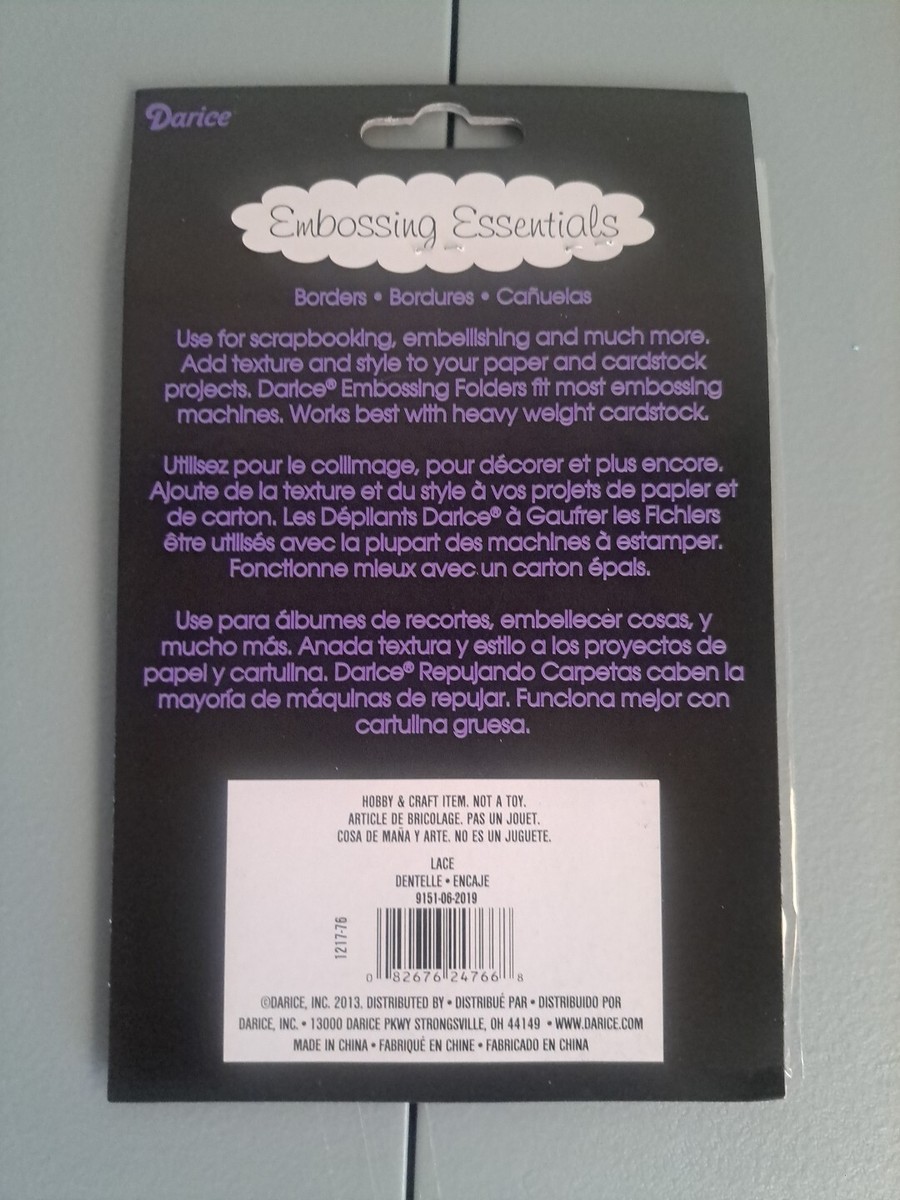 Darice
Embossing Essentials
Borders • Bordures • Cañuelas
Use for scrapbooking, embellishing and much more.
Add texture and style to your paper and cardstock
projects. Darice® Embossing Folders fit most embossing
machines. Works best with heavy weight cardstock.
Utilisez pour le collimage, pour décorer et plus encore.
Ajoute de la texture et du style à vos projets de papier et
de carton. Les Dépliants Darice® à Gaufrer les Fichiers
être utilisés avec la plupart des machines à estamper.
Fonctionne mieux avec un carton épais.
Use para álbumes de recortes, embellecer cosas, y
mucho más. Anada textura y estilo a los proyectos de
papel y cartulina. Darice® Repujando Carpetas caben la
mayoría de máquinas de repujar. Funciona mejor con
cartulina gruesa.
HOBBY & CRAFT ITEM. NOT A TOY.
ARTICLE DE BRICOLAGE. PAS UN JOUET.
COSA DE MAÑA Y ARTE. NO ES UN JUGUETE.
LACE
DENTELLE • ENCAJE
9151-06-2019
1217-76
0 82676 24766 8
©DARICE, INC. 2013. DISTRIBUTED BY • DISTRIBUÉ PAR • DISTRIBUIDO POR
DARICE, INC. • 13000 DARICE PKWY STRONGSVILLE, OH 44149 • WWW.DARICE.COM
MADE IN CHINA • FABRIQUÉ EN CHINE • FABRICADO EN CHINA